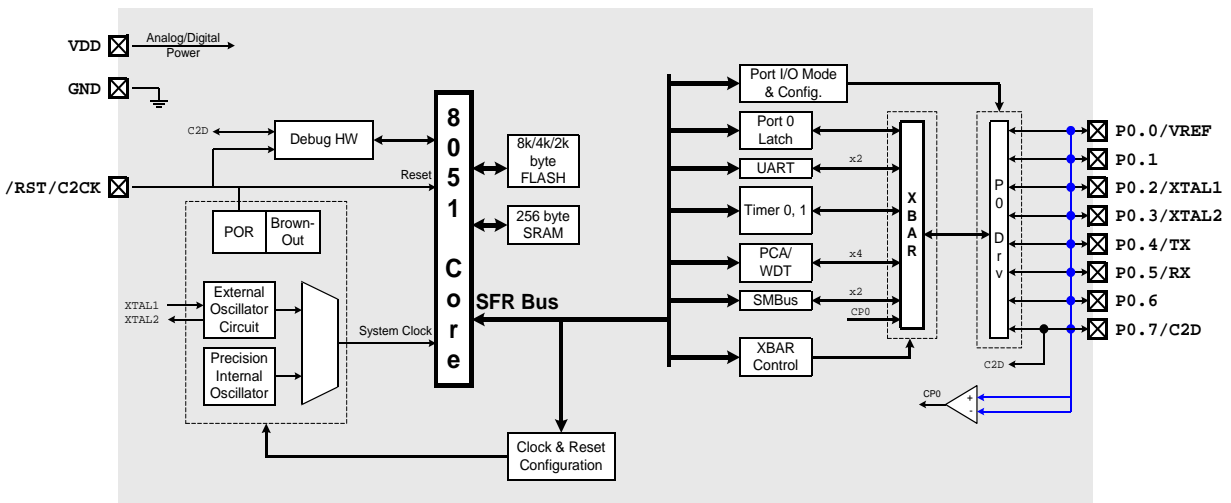 VDD
Analog/Digital
Power
GND
C2D
Debug HW
/RST/C2CK
Reset
POR
Brown-
Out
XTAL1
XTAL2
External
Oscillator
Circuit
Precision
Internal
Oscillator
System Clock
8
0
5
1
C
o
r
e
8k/4k/2k
byte
FLASH
256 byte
SRAM
SFR Bus
Clock & Reset
Configuration
Port I/O Mode
& Config.
Port 0
Latch
UART
x2
Timer 0, 1
PCA/
WDT
x4
SMBus
x2
CP0
XBAR
Control
X
B
A
R
P
0
D
r
v
C2D
CP0
+
-
P0.0/VREF
P0.1
P0.2/XTAL1
P0.3/XTAL2
P0.4/TX
P0.5/RX
P0.6
P0.7/C2D